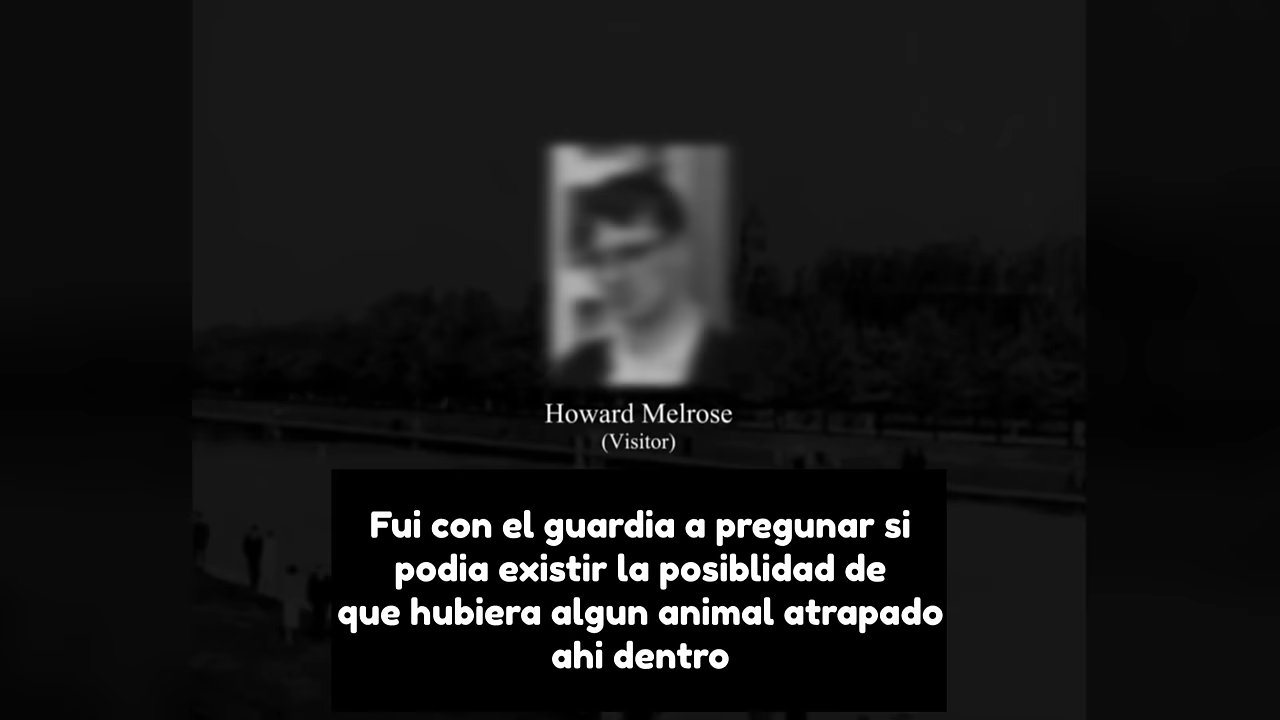 Howard Melrose
(Visitor)
Fui con el guardia a pregunar si
podia existir la posiblidad de
que hubiera algun animal atrapado
ahi dentro